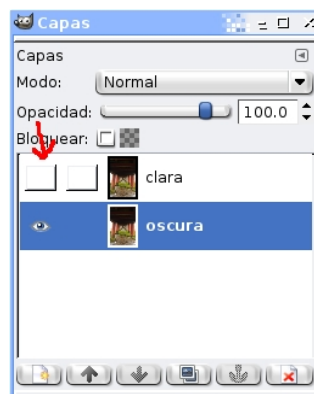 Capas
Capas
Modo: Normal
Opacidad: 100.0
Bloquear:
clara
oscura